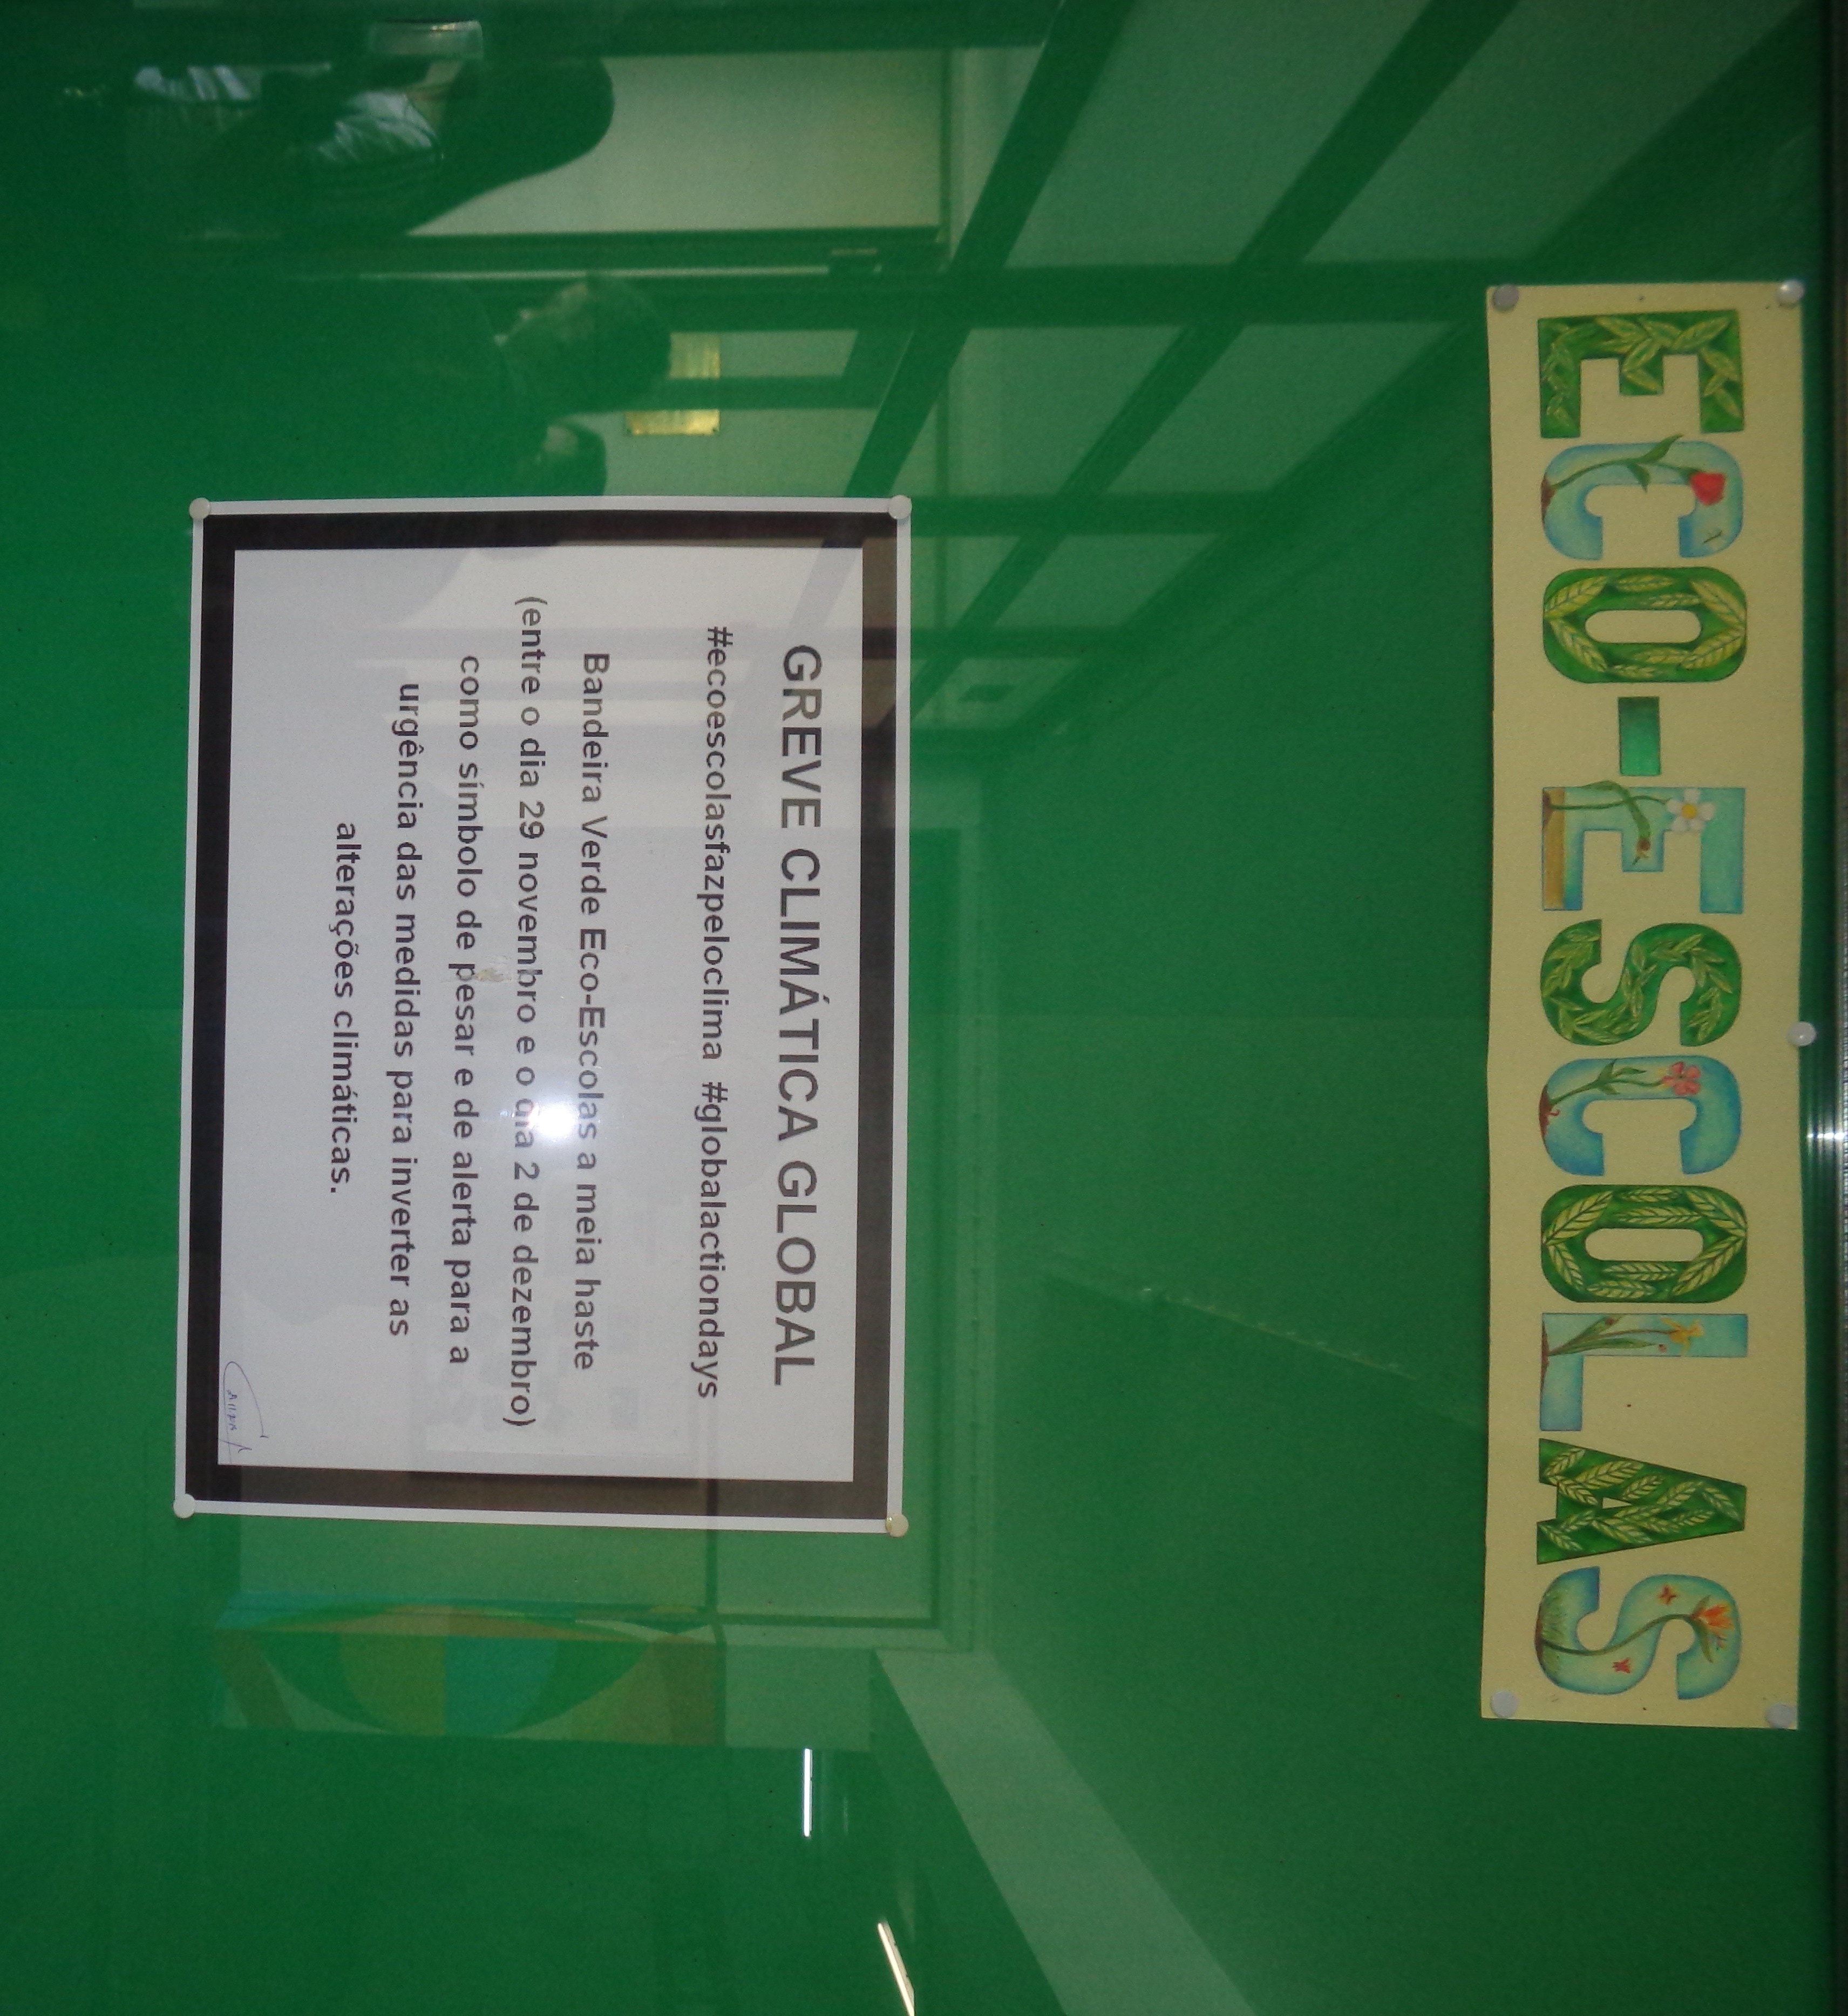 ECO-ESCOLAS
GREVE CLIMÁTICA GLOBAL
#ecoescolasfazpeloclima #globalactiondays
Bandeira Verde Eco-Escolas a meia haste
(entre o dia 29 novembro e o dia 2 de dezembro)
como símbolo de pesar e de alerta para a
urgência das medidas para inverter as
alterações climáticas.